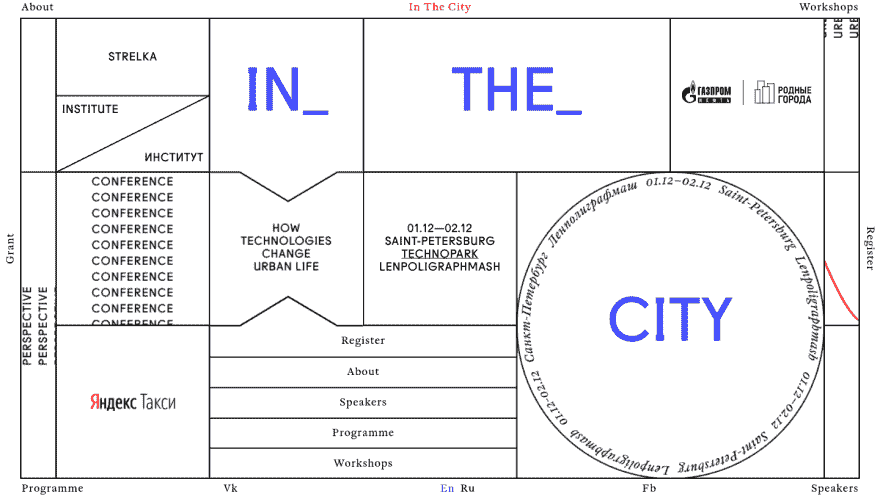 About
In The City
Workshops
STRELKA
INSTITUTE
ИНСТИТУТ
IN_
THE_
ГАЗПРОМ
НЕФТЬ
РОДНЫЕ
ГОРОДА
URE
URE
CONFERENCE
CONFERENCE
CONFERENCE
CONFERENCE
CONFERENCE
CONFERENCE
CONFERENCE
CONFERENCE
CONFERENCE
CONFERENCE
HOW
TECHNOLOGIES
CHANGE
URBAN LIFE
01.12—02.12
SAINT-PETERSBURG
TECHNOPARK
LENPOLIGRAPHMASH
CITY
Санкт-Петербург Ленполиграфмаш 01.12–02.12 Saint-Petersburg Lenpoligraphmash 01.12–02.12 Saint-Petersburg Lenpoligraphmash 01.12–02.12
Grant
Register
PERSPECTIVE
PERSPECTIVE
Яндекс Такси
Register
About
Speakers
Programme
Workshops
Programme
Vk
En Ru
Fb
Speakers